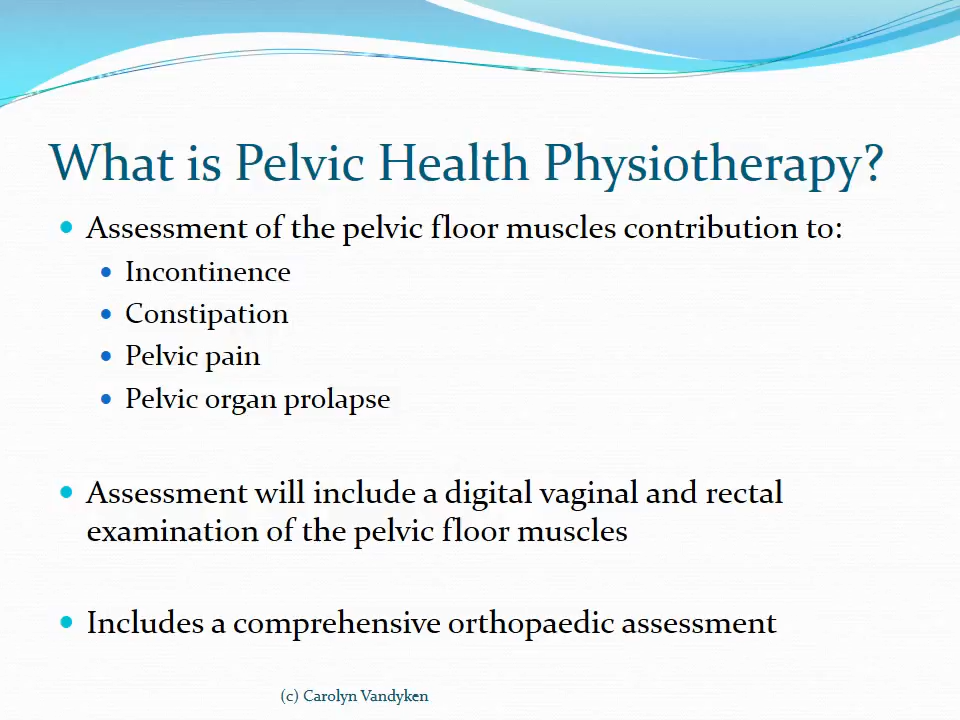 What is Pelvic Health Physiotherapy?
Assessment of the pelvic floor muscles contribution to:
Incontinence
Constipation
Pelvic pain
Pelvic organ prolapse
Assessment will include a digital vaginal and rectal
examination of the pelvic floor muscles
Includes a comprehensive orthopaedic assessment
(c) Carolyn Vandyken